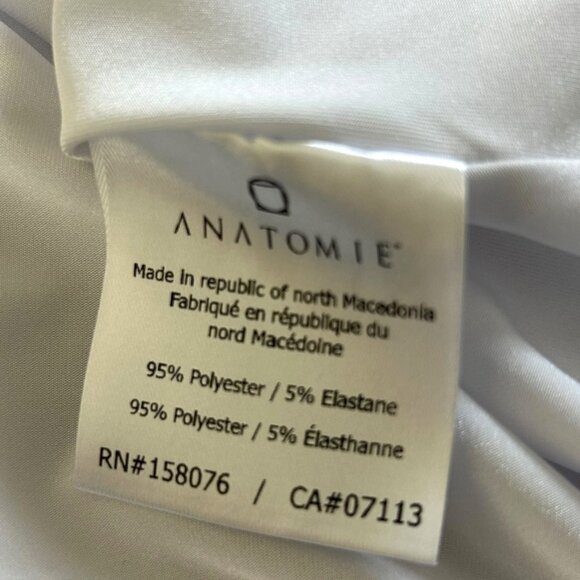 ANATOMIE
Made in republic of north Macedonia
Fabriqué en république du
nord Macédoine
95% Polyester / 5% Elastane
95% Polyester / 5% Élasthanne
RN#158076 / CA#07113